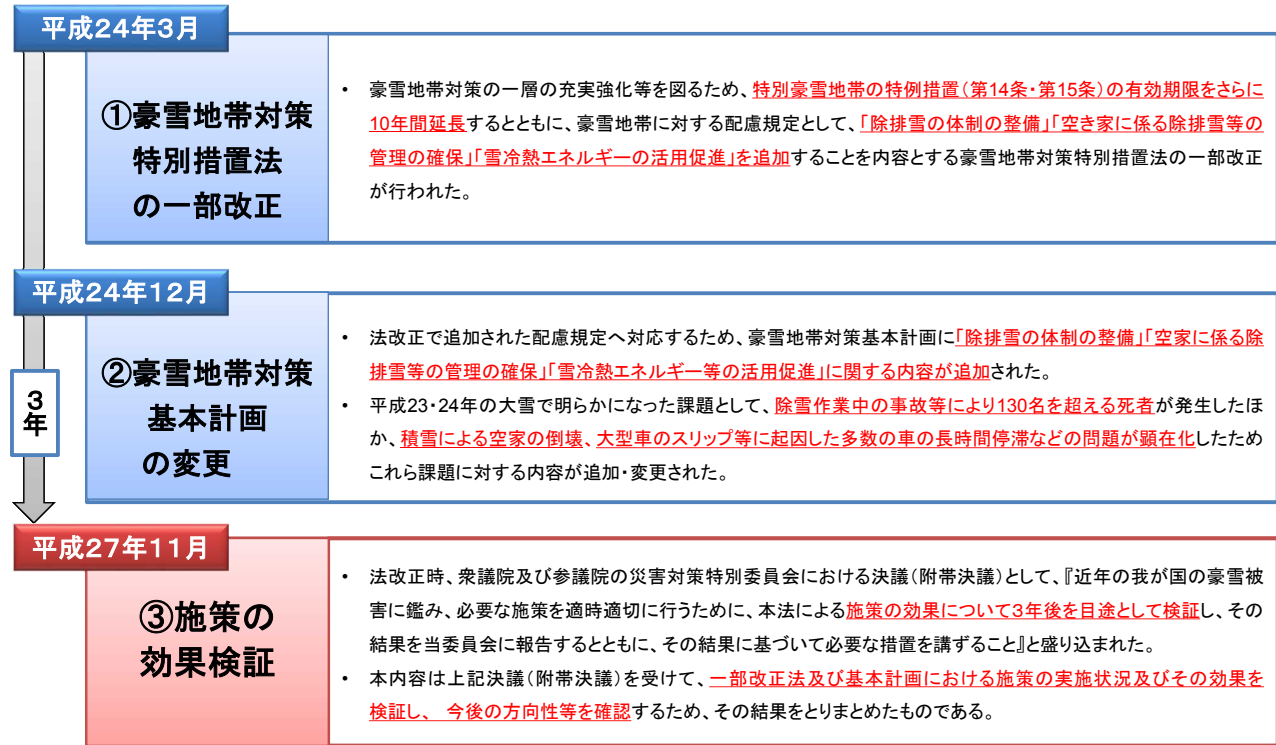 平成24年3月
①豪雪地帯対策
特別措置法
の一部改正
• 豪雪地帯対策の一層の充実強化等を図るため、特別豪雪地帯の特例措置（第14条・第15条）の有効期限をさらに
10年間延長するとともに、豪雪地帯に対する配慮規定として、「除排雪の体制の整備」「空き家に係る除排雪等の
管理の確保」「雪冷熱エネルギーの活用促進」を追加することを内容とする豪雪地帯対策特別措置法の一部改正
が行われた。
平成24年12月
3年
②豪雪地帯対策
基本計画
の変更
• 法改正で追加された配慮規定へ対応するため、豪雪地帯対策基本計画に「除排雪の体制の整備」「空家に係る除
排雪等の管理の確保」「雪冷熱エネルギー等の活用促進」に関する内容が追加された。
• 平成23・24年の大雪で明らかになった課題として、除雪作業中の事故等により130名を超える死者が発生したほ
か、積雪による空家の倒壊、大型車のスリップ等に起因した多数の車の長時間停滞などの問題が顕在化したため
これら課題に対する内容が追加・変更された。
平成27年11月
③施策の
効果検証
• 法改正時、衆議院及び参議院の災害対策特別委員会における決議（附帯決議）として、『近年の我が国の豪雪被
害に鑑み、必要な施策を適時適切に行うために、本法による施策の効果について3年後を目途として検証し、その
結果を当委員会に報告するとともに、その結果に基づいて必要な措置を講ずること』と盛り込まれた。
• 本内容は上記決議（附帯決議）を受けて、一部改正法及び基本計画における施策の実施状況及びその効果を
検証し、 今後の方向性等を確認するため、その結果をとりまとめたものである。